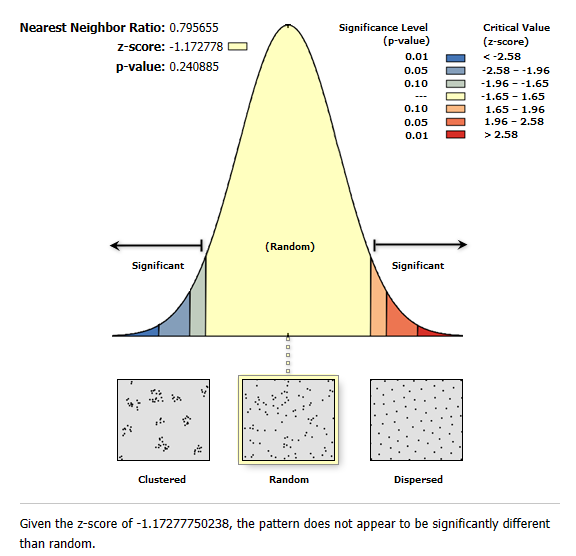 Nearest Neighbor Ratio: 0.795655
z-score: -1.172778
p-value: 0.240885
Significance Level
(p-value)
Critical Value
(z-score)
0.01 < -2.58
0.05 -2.58 – -1.96
0.10 -1.96 – -1.65
--- -1.65 – 1.65
0.10 1.65 – 1.96
0.05 1.96 – 2.58
0.01 > 2.58
(Random)
Significant
Significant
Clustered
Random
Dispersed
Given the z-score of -1.17277750238, the pattern does not appear to be significantly different
than random.